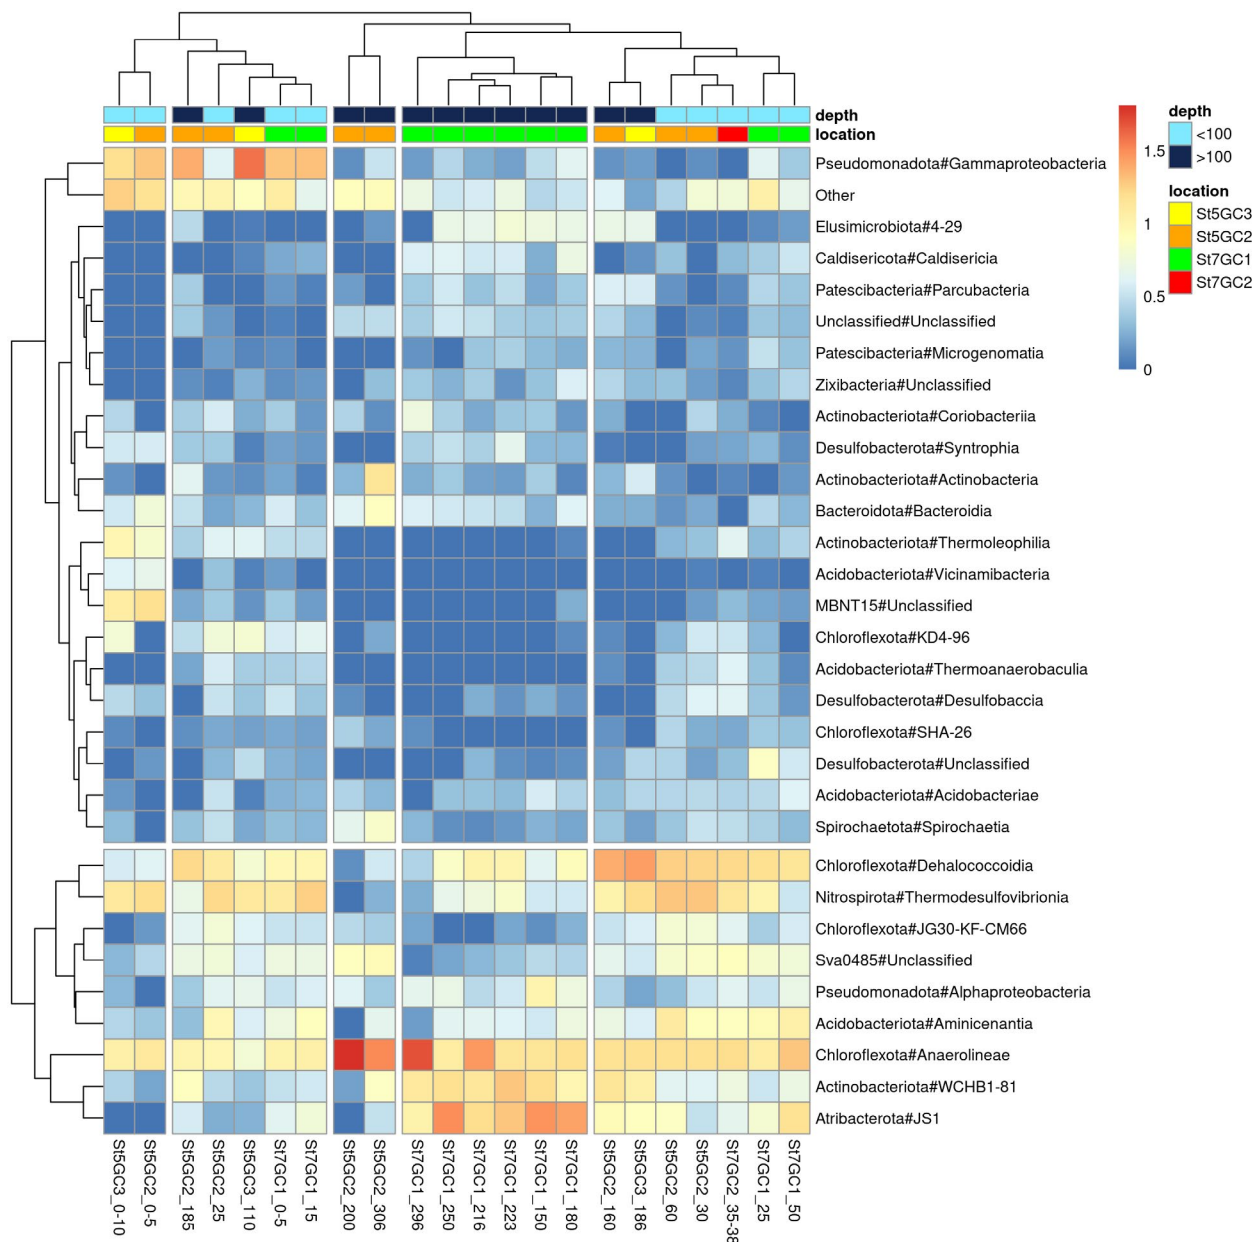 depth
location
Pseudomonadota#Gammaproteobacteria
Other
Elusimicrobiota#4-29
Caldisericota#Caldisericia
Patescibacteria#Parcubacteria
Unclassified#Unclassified
Patescibacteria#Microgenomatia
Zixibacteria#Unclassified
Actinobacteriota#Coriobacteriia
Desulfobacterota#Syntrophia
Actinobacteriota#Actinobacteria
Bacteroidota#Bacteroidia
Actinobacteriota#Thermoleophilia
Acidobacteriota#Vicinamibacteria
MBNT15#Unclassified
Chloroflexota#KD4-96
Acidobacteriota#Thermoanaerobaculia
Desulfobacterota#Desulfobaccia
Chloroflexota#SHA-26
Desulfobacterota#Unclassified
Acidobacteriota#Acidobacteriae
Spirochaetota#Spirochaetia
Chloroflexota#Dehalococcoidia
Nitrospirota#Thermodesulfovibrionia
Chloroflexota#JG30-KF-CM66
Sva0485#Unclassified
Pseudomonadota#Alphaproteobacteria
Acidobacteriota#Aminicenantia
Chloroflexota#Anaerolineae
Actinobacteriota#WCHB1-81
Atribacterota#JS1
St5GC3_0-10
St5GC2_0-5
St5GC2_185
St5GC2_25
St5GC3_110
St7GC1_0-5
St7GC1_15
St5GC2_200
St5GC2_306
St7GC1_296
St7GC1_250
St7GC1_216
St7GC1_223
St7GC1_150
St7GC1_180
St5GC2_160
St5GC3_186
St5GC2_60
St5GC2_30
St7GC2_35-38
St7GC1_25
St7GC1_50
1.5
1
0.5
0
depth
<100
>100
location
St5GC3
St5GC2
St7GC1
St7GC2